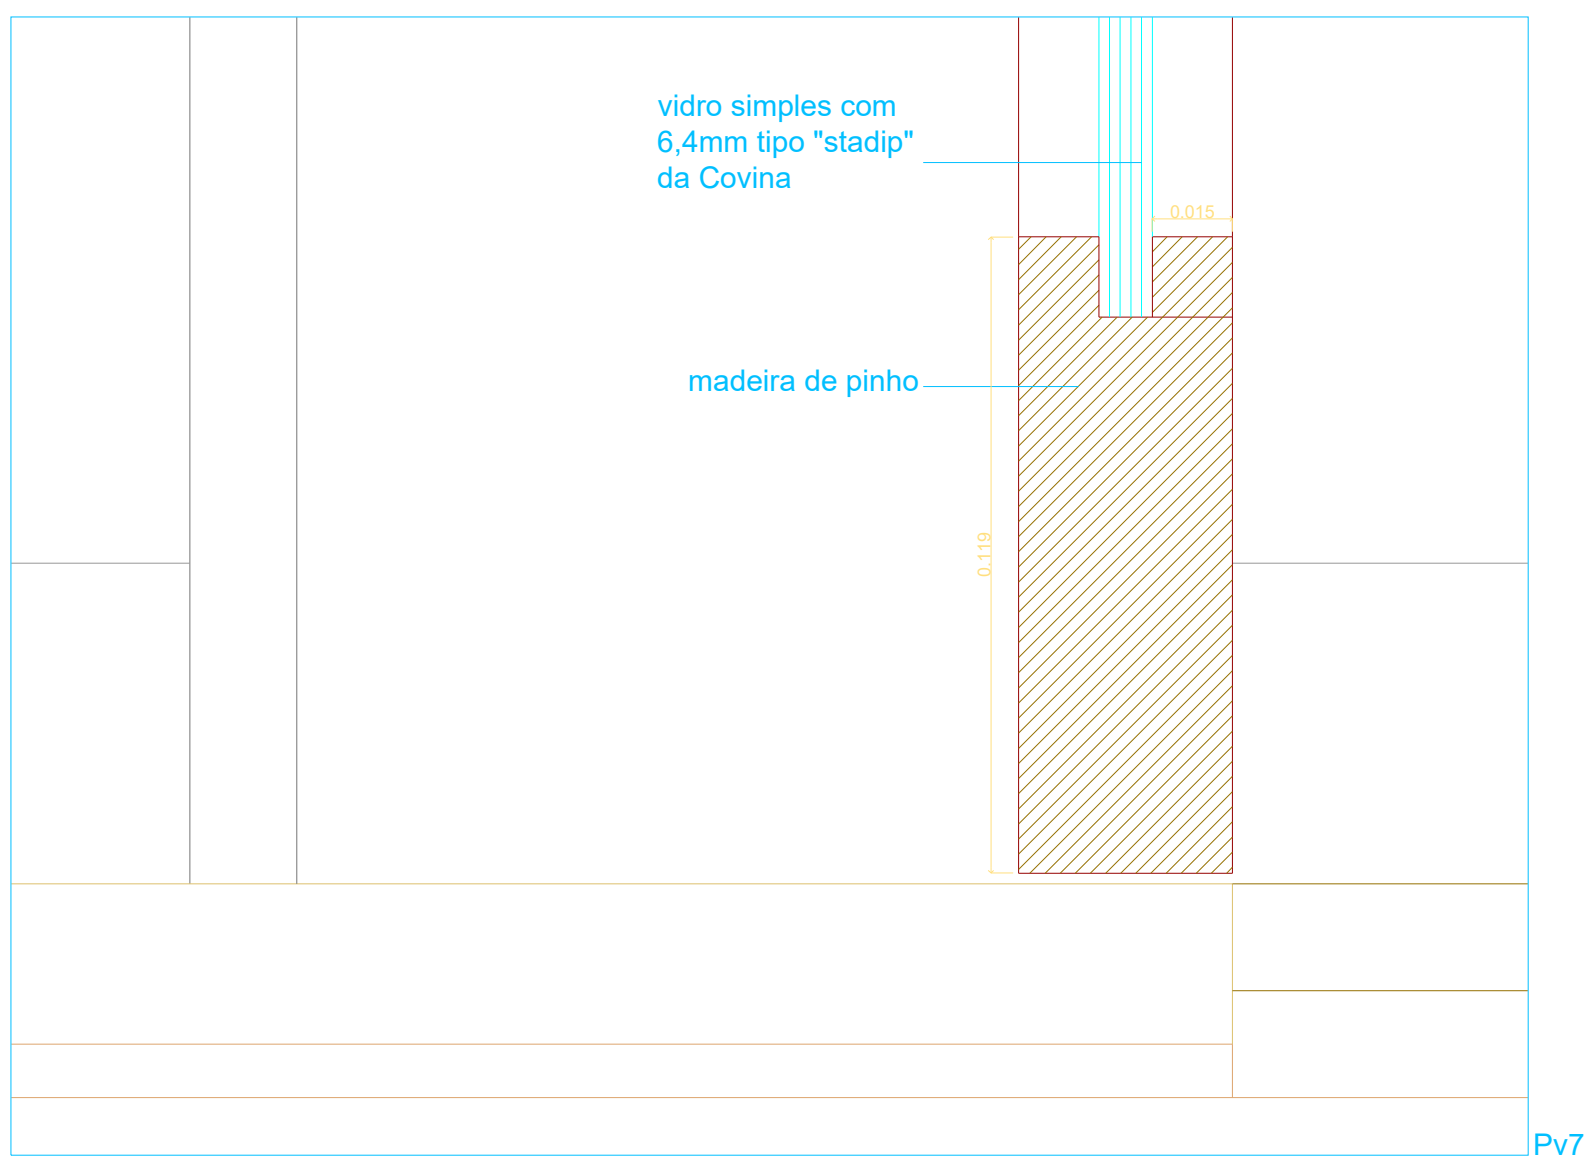 vidro simples com
6,4mm tipo "stadip"
da Covina
0.015
madeira de pinho
0.119
Pv7